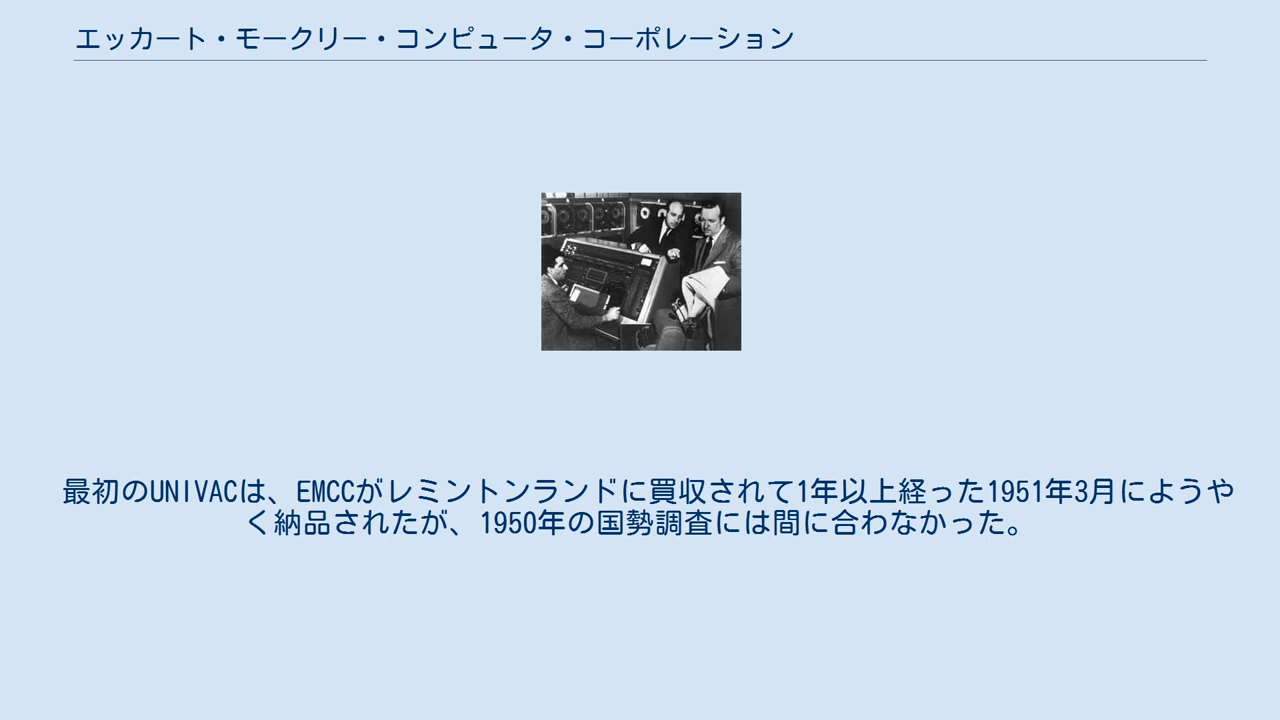 エッカート・モークリー・コンピュータ・コーポレーション
最初のUNIVACは、EMCCがレミントンランドに買収されて1年以上経った1951年3月にようや
く納品されたが、1950年の国勢調査には間に合わなかった。